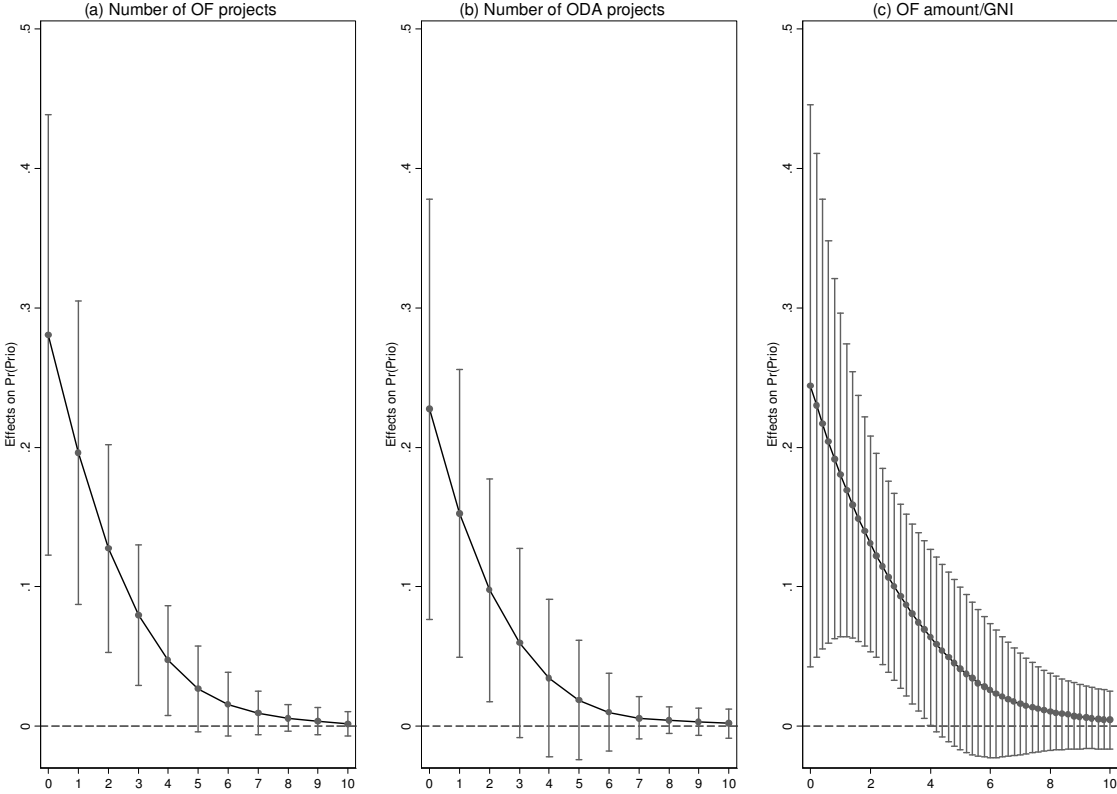 (a) Number of OF projects
Effects on Pr(Prio)
.5
.4
.3
.2
.1
0
0 1 2 3 4 5 6 7 8 9 10
(b) Number of ODA projects
Effects on Pr(Prio)
.5
.4
.3
.2
.1
0
0 1 2 3 4 5 6 7 8 9 10
(c) OF amount/GNI
Effects on Pr(Prio)
.5
.4
.3
.2
.1
0
0 2 4 6 8 10